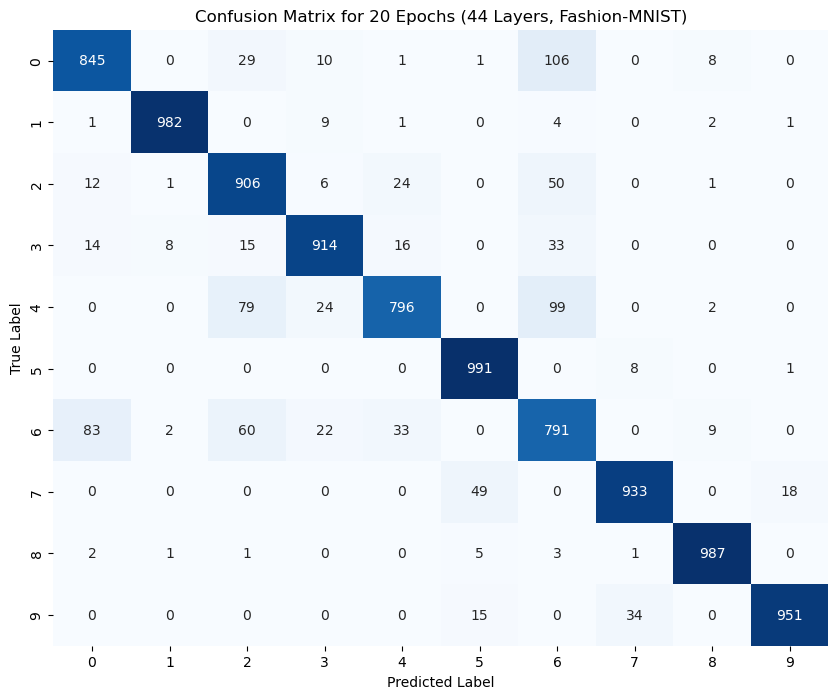 Confusion Matrix for 20 Epochs (44 Layers, Fashion-MNIST)
0 845 0 29 10 1 1 106 0 8 0
1 1 982 0 9 1 0 4 0 2 1
2 12 1 906 6 24 0 50 0 1 0
3 14 8 15 914 16 0 33 0 0 0
4 0 0 79 24 796 0 99 0 2 0
5 0 0 0 0 0 991 0 8 0 1
6 83 2 60 22 33 0 791 0 9 0
7 0 0 0 0 0 49 0 933 0 18
8 2 1 1 0 0 5 3 1 987 0
9 0 0 0 0 0 15 0 34 0 951
0 1 2 3 4 5 6 7 8 9
True Label
Predicted Label